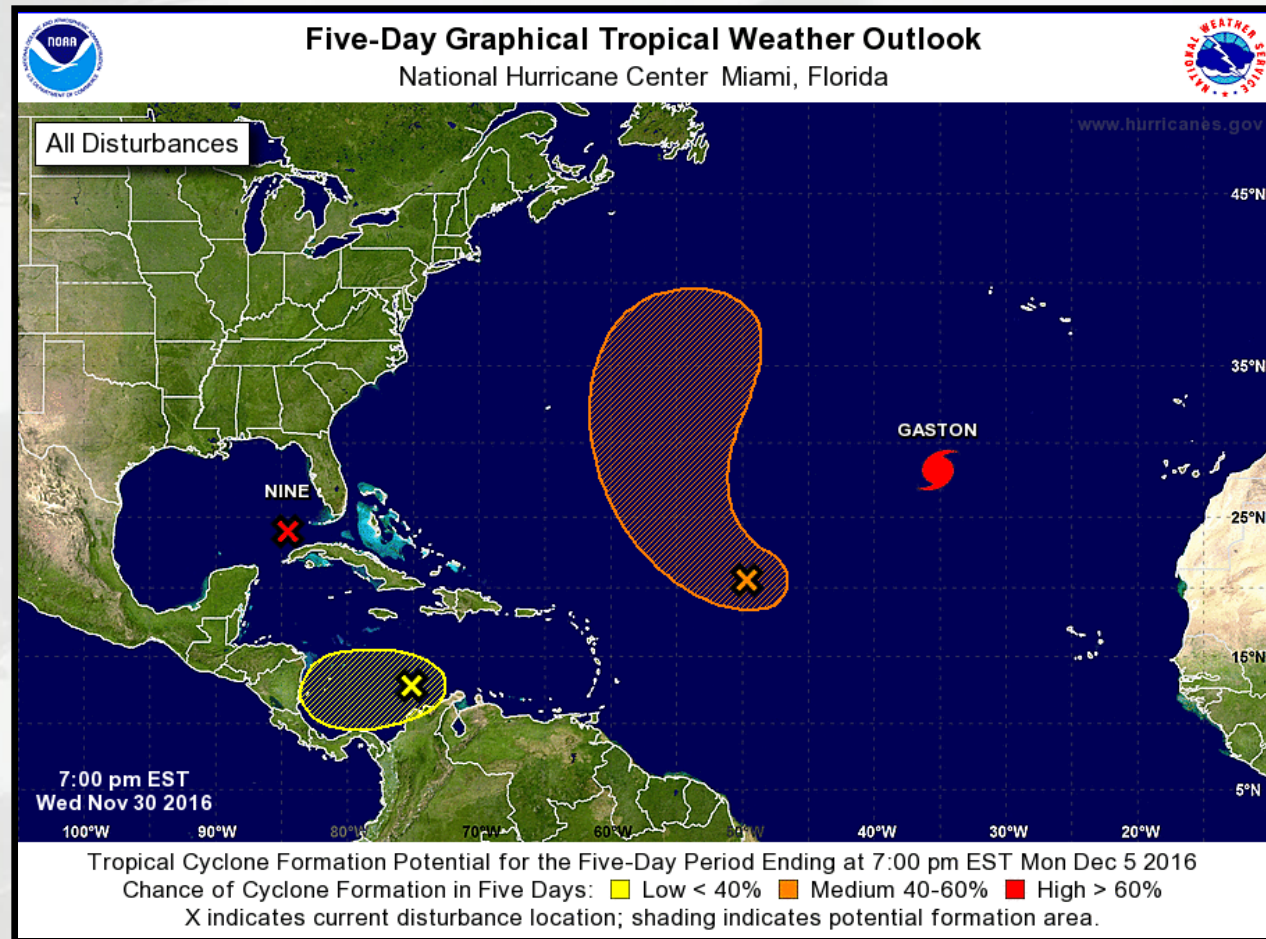 NOAA
Five-Day Graphical Tropical Weather Outlook
National Hurricane Center Miami, Florida
NATIONAL WEATHER SERVICE
All Disturbances
www.hurricanes.gov
45°N
35°N
GASTON
NINE
25°N
15°N
7:00 pm EST
Wed Nov 30 2016
5°N
100°W 90°W 80°W 70°W 60°W 50°W 40°W 30°W 20°W
Tropical Cyclone Formation Potential for the Five-Day Period Ending at 7:00 pm EST Mon Dec 5 2016
Chance of Cyclone Formation in Five Days: Low < 40% Medium 40-60% High > 60%
X indicates current disturbance location; shading indicates potential formation area.